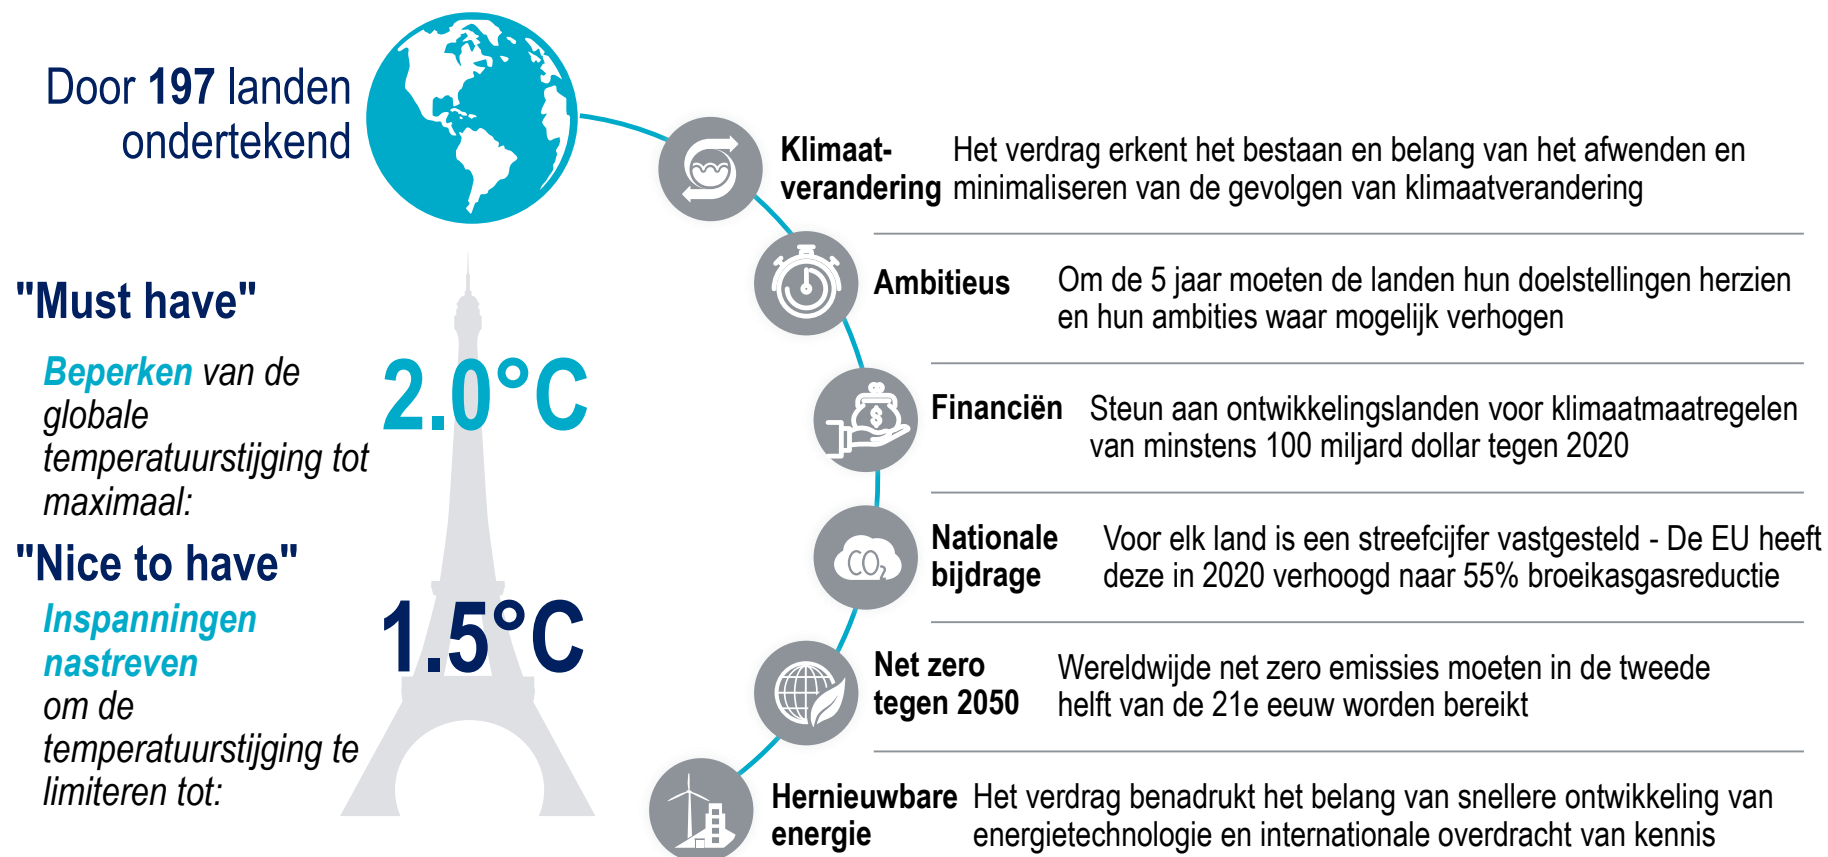 Door 197 landen
ondertekend
"Must have"
Beperken van de
globale
temperatuurstijging tot
maximaal:
2.0°C
"Nice to have"
Inspanningen
nastreven
om de
temperatuurstijging te
limiteren tot:
1.5°C
Klimaat-
verandering
Het verdrag erkent het bestaan en belang van het afwenden en
minimaliseren van de gevolgen van klimaatverandering
Ambitieus
Om de 5 jaar moeten de landen hun doelstellingen herzien
en hun ambities waar mogelijk verhogen
$
Financiën
Steun aan ontwikkelingslanden voor klimaatmaatregelen
van minstens 100 miljard dollar tegen 2020
CO2
Nationale
bijdrage
Voor elk land is een streefcijfer vastgesteld - De EU heeft
deze in 2020 verhoogd naar 55% broeikasgasreductie
Net zero
tegen 2050
Wereldwijde net zero emissies moeten in de tweede
helft van de 21e eeuw worden bereikt
Hernieuwbare
energie
Het verdrag benadrukt het belang van snellere ontwikkeling van
energietechnologie en internationale overdracht van kennis